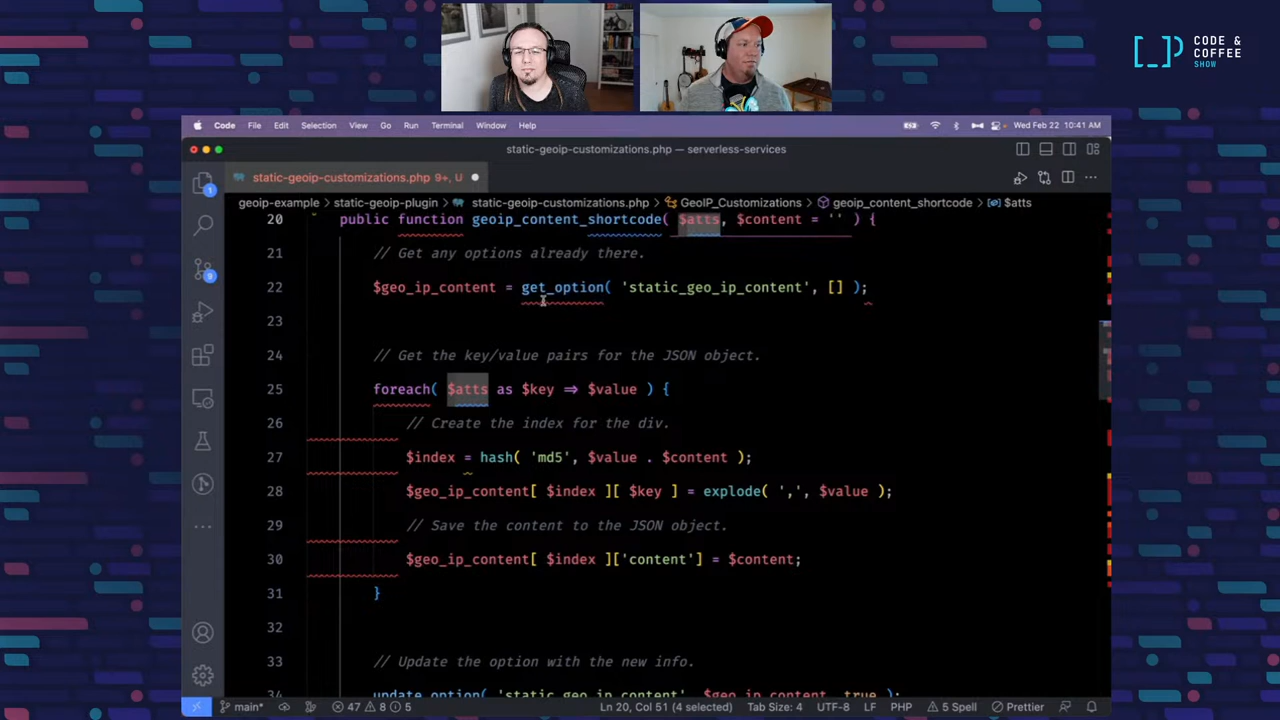 CODE &
COFFEE
SHOW
Code File Edit Selection View Go Run Terminal Window Help Wed Feb 22 10:41 AM
static-geoip-customizations.php — serverless-services
static-geoip-customizations.php 9+, U
geoip-example > static-geoip-plugin > static-geoip-customizations.php > GeoIP_Customizations > geoip_content_shortcode > $atts
20 public function geoip_content_shortcode( $atts, $content = '' ) {
21 // Get any options already there.
22 $geo_ip_content = get_option( 'static_geo_ip_content', [] );
23
24 // Get the key/value pairs for the JSON object.
25 foreach( $atts as $key => $value ) {
26 // Create the index for the div.
27 $index = hash( 'md5', $value . $content );
28 $geo_ip_content[ $index ][ $key ] = explode( ',', $value );
29 // Save the content to the JSON object.
30 $geo_ip_content[ $index ]['content'] = $content;
31 }
32
33 // Update the option with the new info.
34 update_option( 'static_geo_ip_content', $geo_ip_content, true );
1
9
main* 47 8 5 Ln 20, Col 51 (4 selected) Tab Size: 4 UTF-8 LF PHP 5 Spell Prettier